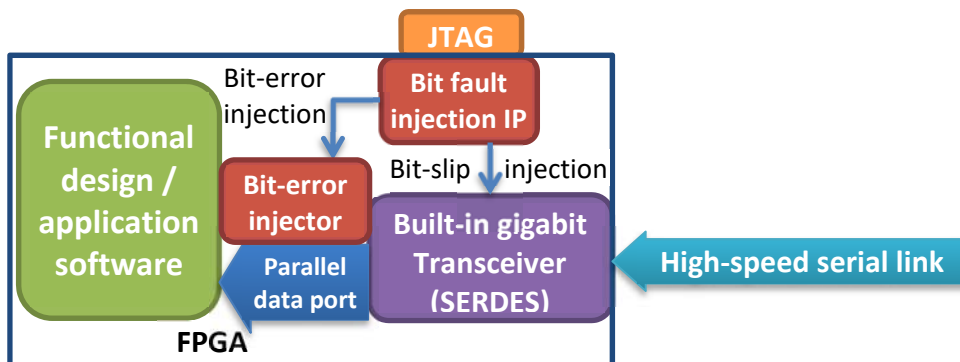 JTAG
Bit-error
injection
Bit fault
injection IP
Functional
design /
application
software
Bit-slip injection
Bit-error
injector
Built-in gigabit
Transceiver
(SERDES)
High-speed serial link
Parallel
data port
FPGA